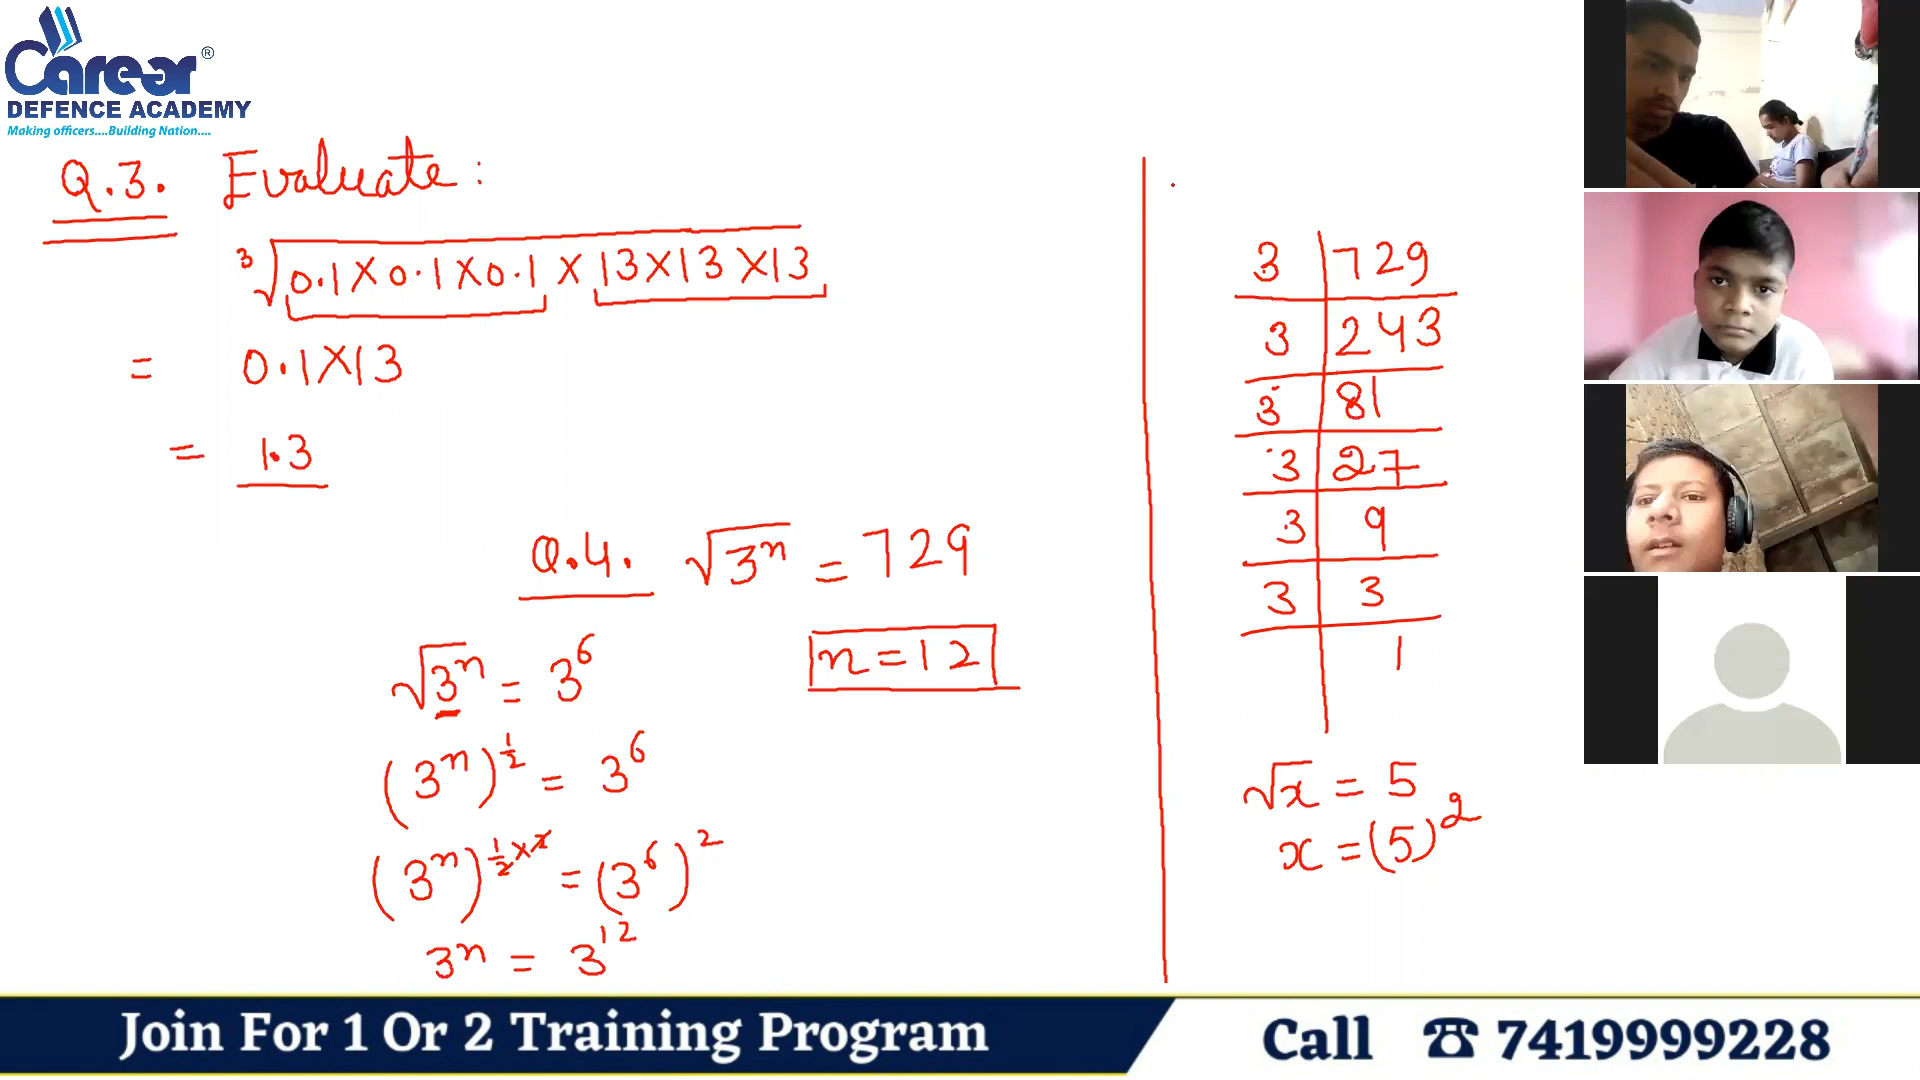 Carear®
DEFENCE ACADEMY
Making officers....Building Nation....
Q.3. Evaluate:
∛(0.1×0.1×0.1 × 13×13×13)
= 0.1×13
= 1.3
Q.4. √3ⁿ = 729
√3ⁿ = 3⁶
n=12
(3ⁿ)^½ = 3⁶
(3ⁿ)^(½×2) = (3⁶)²
3ⁿ = 3¹²
3 | 729
3 | 243
3 | 81
3 | 27
3 | 9
3 | 3
1
√x = 5
x = (5)²
Join For 1 Or 2 Training Program
Call ☎ 7419999228